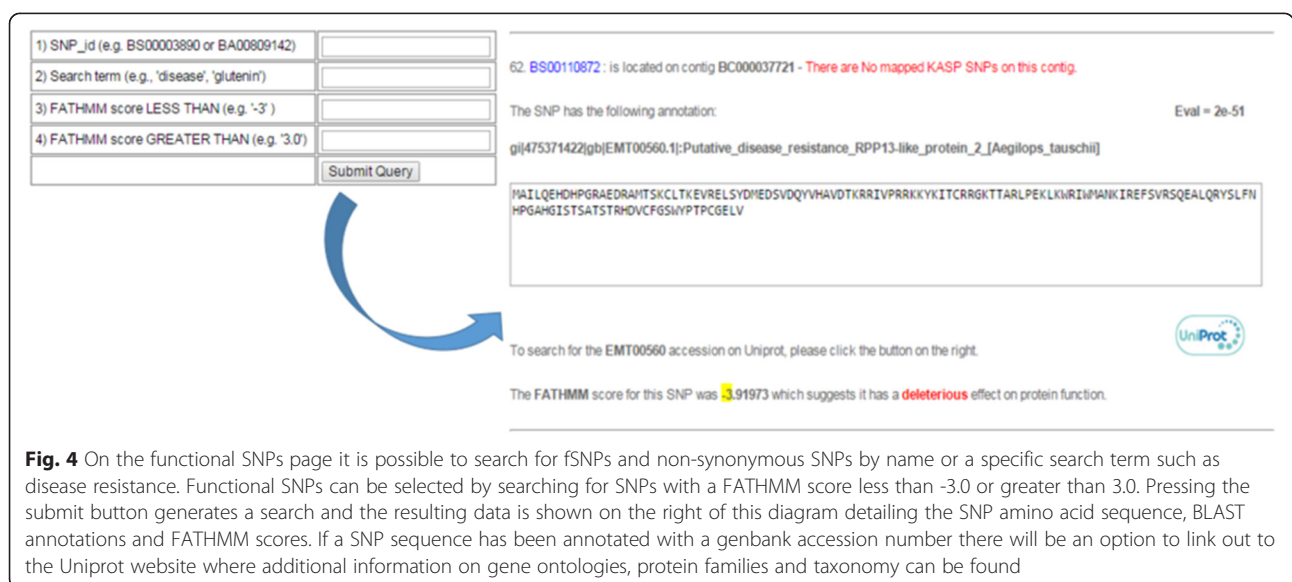 1) SNP_id (e.g. BS00003890 or BA00809142)
2) Search term (e.g., 'disease', 'glutenin')
3) FATHMM score LESS THAN (e.g. '-3' )
4) FATHMM score GREATER THAN (e.g. '3.0')
Submit Query
62. BS00110872 : is located on contig BC000037721 - There are No mapped KASP SNPs on this contig.
The SNP has the following annotation: Eval = 2e-51
gi|475371422|gb|EMT00560.1|:Putative_disease_resistance_RPP13-like_protein_2_[Aegilops_tauschii]
MAILQEHDHPGRAEDRAMTSKCLTKEVRELSYDMEDSVDQYVHAVDTKRRIVPRRKKYKITCRRGKTTARLPEKLKWRIWMANKIREFSVRSQEALQRYSLFN
HPGAHGISTSATSTRHDVCFGSWYPTPCGELV
UniProt
To search for the EMT00560 accession on Uniprot, please click the button on the right.
The FATHMM score for this SNP was -3.91973 which suggests it has a deleterious effect on protein function.
Fig. 4 On the functional SNPs page it is possible to search for fSNPs and non-synonymous SNPs by name or a specific search term such as
disease resistance. Functional SNPs can be selected by searching for SNPs with a FATHMM score less than -3.0 or greater than 3.0. Pressing the
submit button generates a search and the resulting data is shown on the right of this diagram detailing the SNP amino acid sequence, BLAST
annotations and FATHMM scores. If a SNP sequence has been annotated with a genbank accession number there will be an option to link out to
the Uniprot website where additional information on gene ontologies, protein families and taxonomy can be found